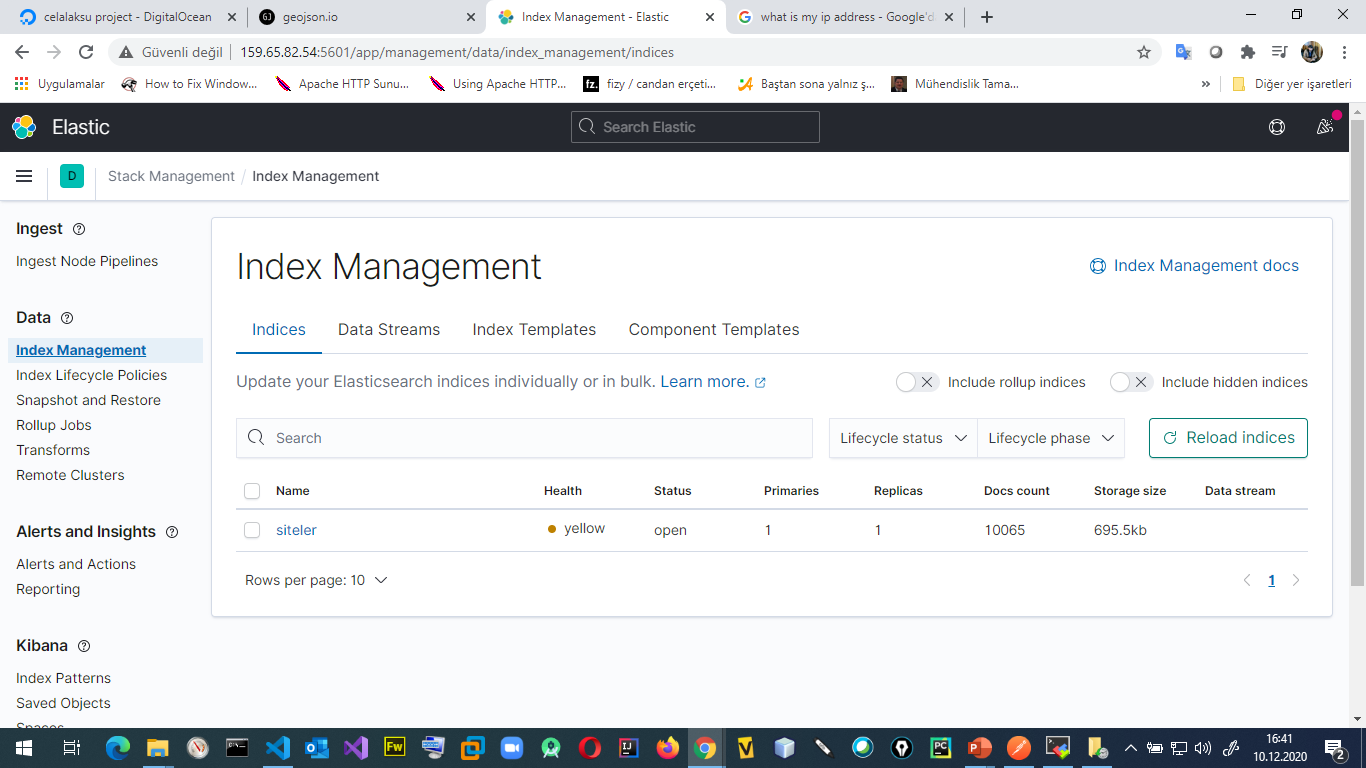 celalaksu project - DigitalOcean
geojson.io
Index Management - Elastic
what is my ip address - Google'd
Güvenli değil
159.65.82.54:5601/app/management/data/index_management/indices
Uygulamalar
How to Fix Window...
Apache HTTP Sunu...
Using Apache HTTP...
fizy / candan erçeti...
Baştan sona yalnız ş...
Mühendislik Tama...
»
Diğer yer işaretleri
Elastic
Search Elastic
D
Stack Management / Index Management
Ingest
Ingest Node Pipelines
Data
Index Management
Index Lifecycle Policies
Snapshot and Restore
Rollup Jobs
Transforms
Remote Clusters
Alerts and Insights
Alerts and Actions
Reporting
Kibana
Index Patterns
Saved Objects
Spaces
Index Management
Index Management docs
Indices
Data Streams
Index Templates
Component Templates
Update your Elasticsearch indices individually or in bulk. Learn more.
Include rollup indices
Include hidden indices
Search
Lifecycle status
Lifecycle phase
Reload indices
Name Health Status Primaries Replicas Docs count Storage size Data stream
siteler yellow open 1 1 10065 695.5kb
Rows per page: 10
1
16:41
10.12.2020
2